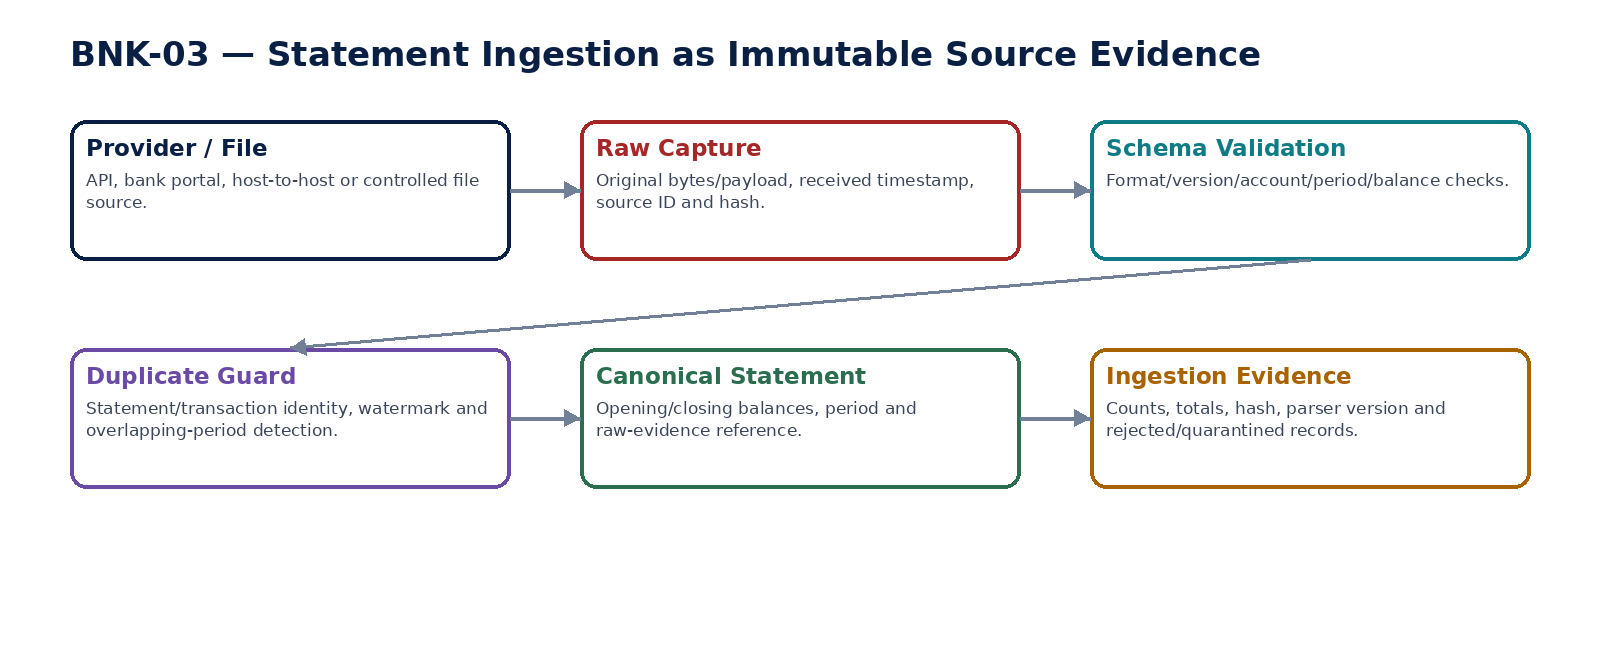 BNK-03 — Statement Ingestion as Immutable Source Evidence
Provider / File
API, bank portal, host-to-host or controlled file
source.
Raw Capture
Original bytes/payload, received timestamp,
source ID and hash.
Schema Validation
Format/version/account/period/balance checks.
Duplicate Guard
Statement/transaction identity, watermark and
overlapping-period detection.
Canonical Statement
Opening/closing balances, period and
raw-evidence reference.
Ingestion Evidence
Counts, totals, hash, parser version and
rejected/quarantined records.